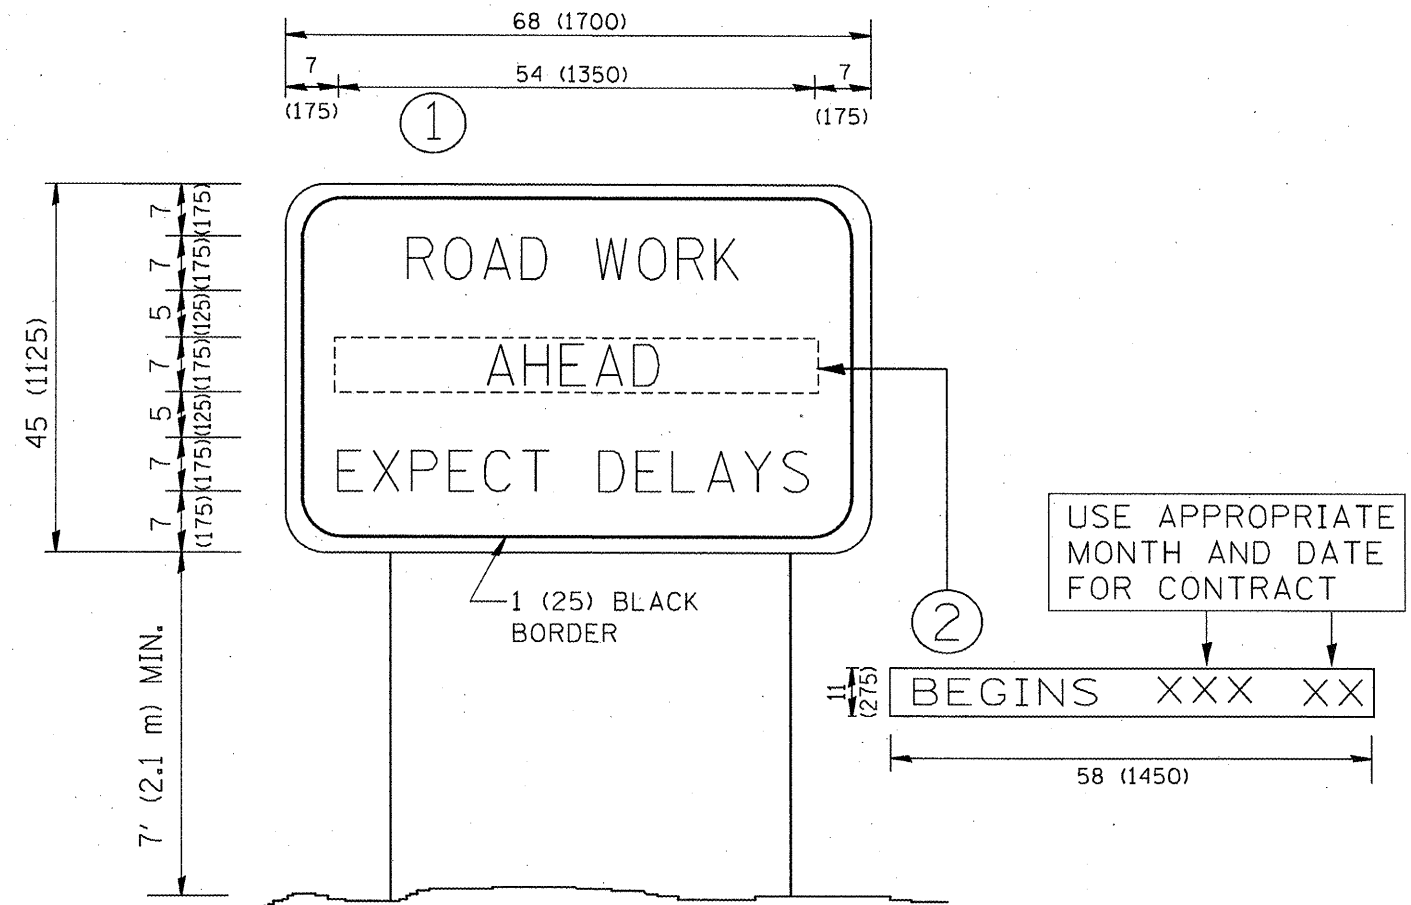 68 (1700)
7
54 (1350)
7
(175)
(175)
1
45 (1125)
7 (175)
7 (175)
5 (125)
7 (175)
5 (125)
7 (175)
7 (175)
ROAD WORK
AHEAD
EXPECT DELAYS
1 (25) BLACK
BORDER
7' (2.1 m) MIN.
2
USE APPROPRIATE
MONTH AND DATE
FOR CONTRACT
11
(275)
BEGINS XXX XX
58 (1450)